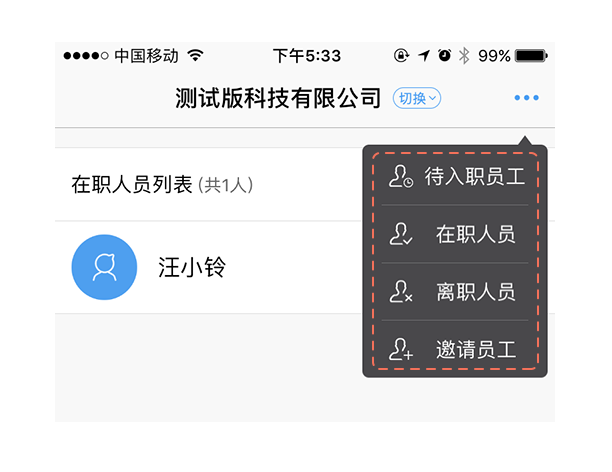 中国移动 下午5:33 99%
测试版科技有限公司 切换
在职人员列表 (共1人)
汪小铃
待入职员工
在职人员
离职人员
邀请员工